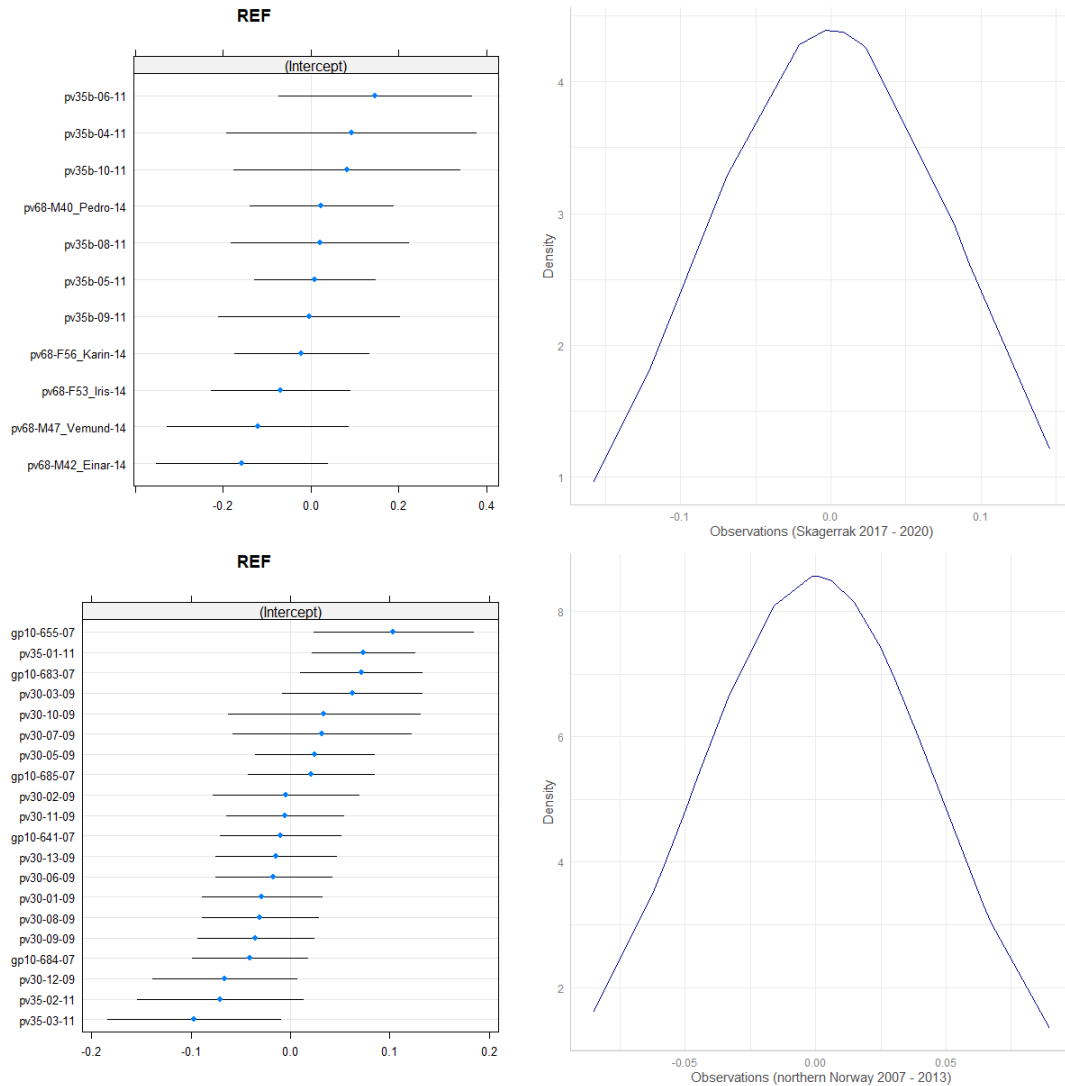 REF
(Intercept)
pv35b-06-11
pv35b-04-11
pv35b-10-11
pv68-M40_Pedro-14
pv35b-08-11
pv35b-05-11
pv35b-09-11
pv68-F56_Karin-14
pv68-F53_Iris-14
pv68-M47_Vemund-14
pv68-M42_Einar-14
-0.2 0.0 0.2 0.4
Density
4
3
2
1
-0.1 0.0 0.1
Observations (Skagerrak 2017 - 2020)
REF
(Intercept)
gp10-655-07
pv35-01-11
gp10-683-07
pv30-03-09
pv30-10-09
pv30-07-09
pv30-05-09
gp10-685-07
pv30-02-09
pv30-11-09
gp10-641-07
pv30-13-09
pv30-06-09
pv30-01-09
pv30-08-09
pv30-09-09
gp10-684-07
pv30-12-09
pv35-02-11
pv35-03-11
-0.2 -0.1 0.0 0.1 0.2
Density
8
6
4
2
-0.05 0.00 0.05
Observations (northern Norway 2007 - 2013)